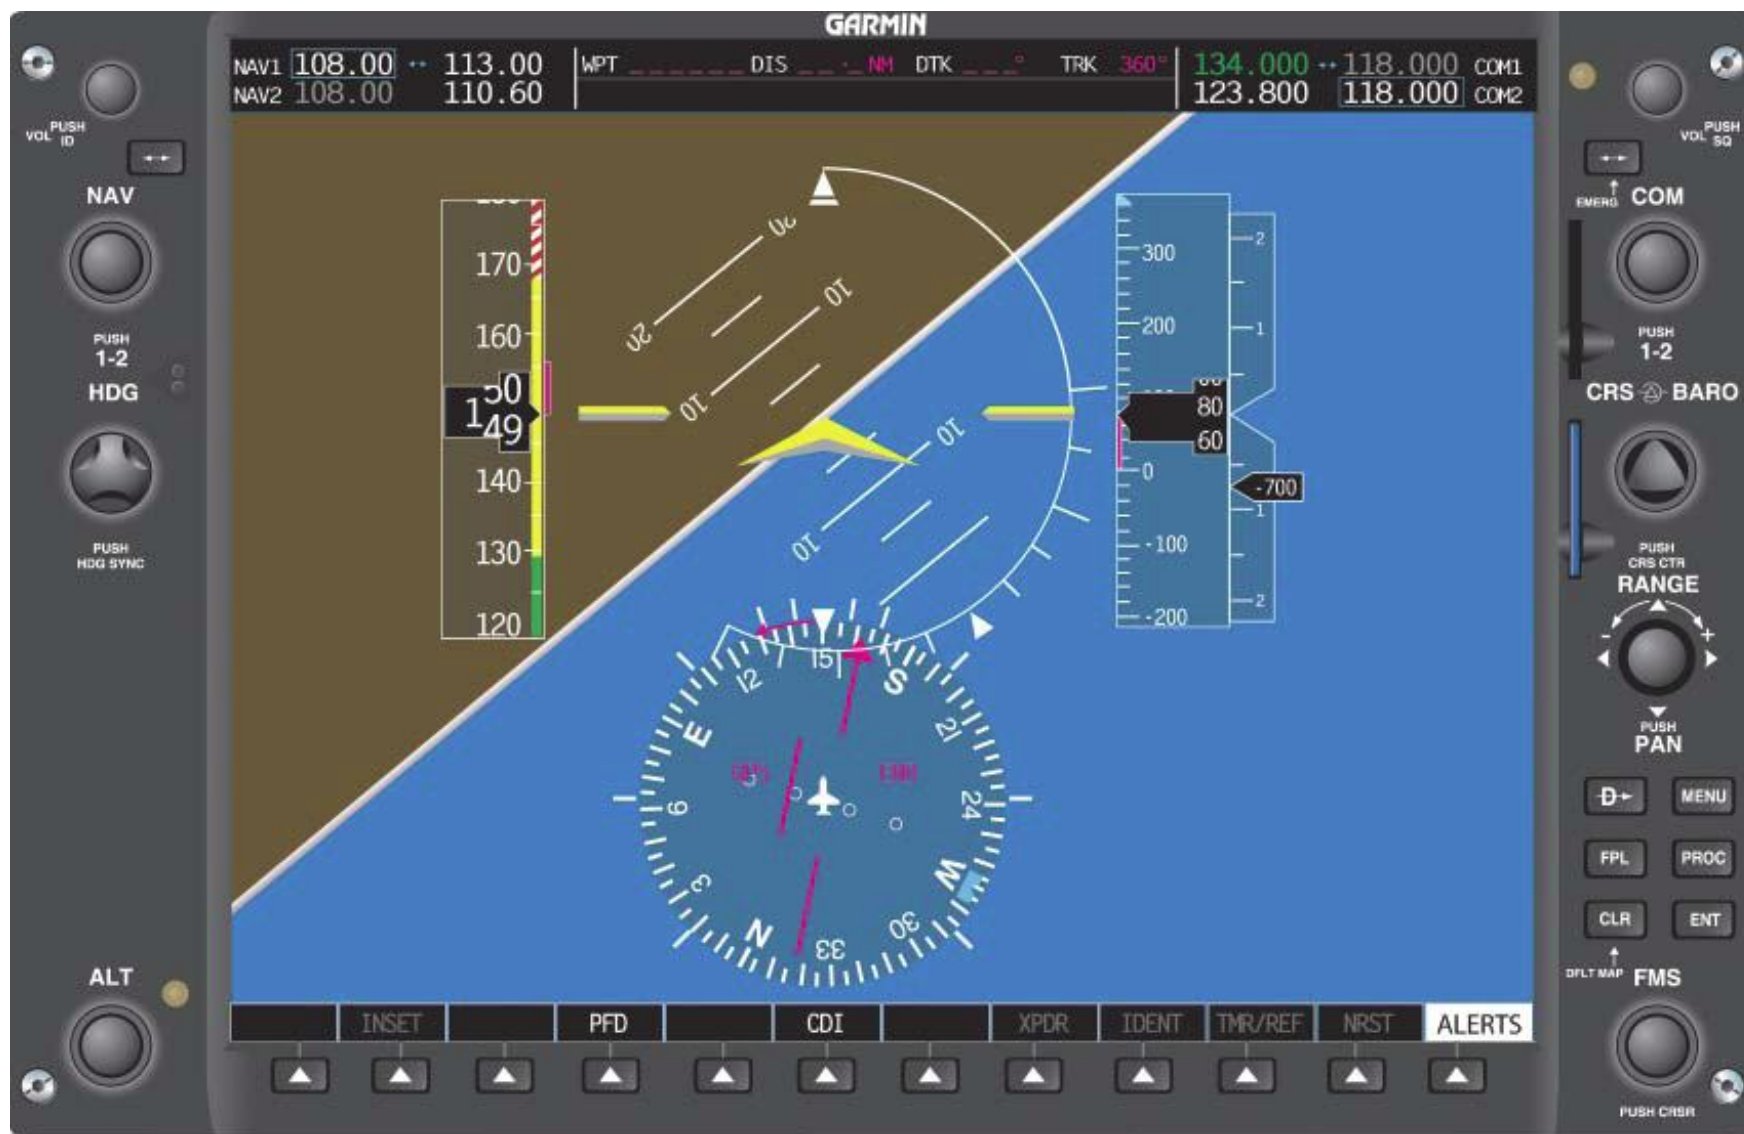 GARMIN
NAV1 108.00 ↔ 113.00 WPT ______ DIS __._ NM DTK ___° TRK 360° 134.000 ↔ 118.000 COM1
NAV2 108.00 110.60 123.800 118.000 COM2
VOL PUSH ID
VOL PUSH SQ
NAV
EMERG COM
PUSH
1-2
HDG
PUSH
HDG SYNC
ALT
170
160
150
149
140
130
120
20
20
10
10
10
10
300
200
80
60
0
-100
-200
2
1
-700
1
2
12
15
S
21
24
W
30
33
N
3
6
E
PUSH
1-2
CRS BARO
PUSH
CRS CTR
RANGE
- +
PUSH
PAN
D MENU
FPL PROC
CLR ENT
DFLT MAP FMS
PUSH CRSR
INSET PFD CDI XPDR IDENT TMR/REF NRST ALERTS